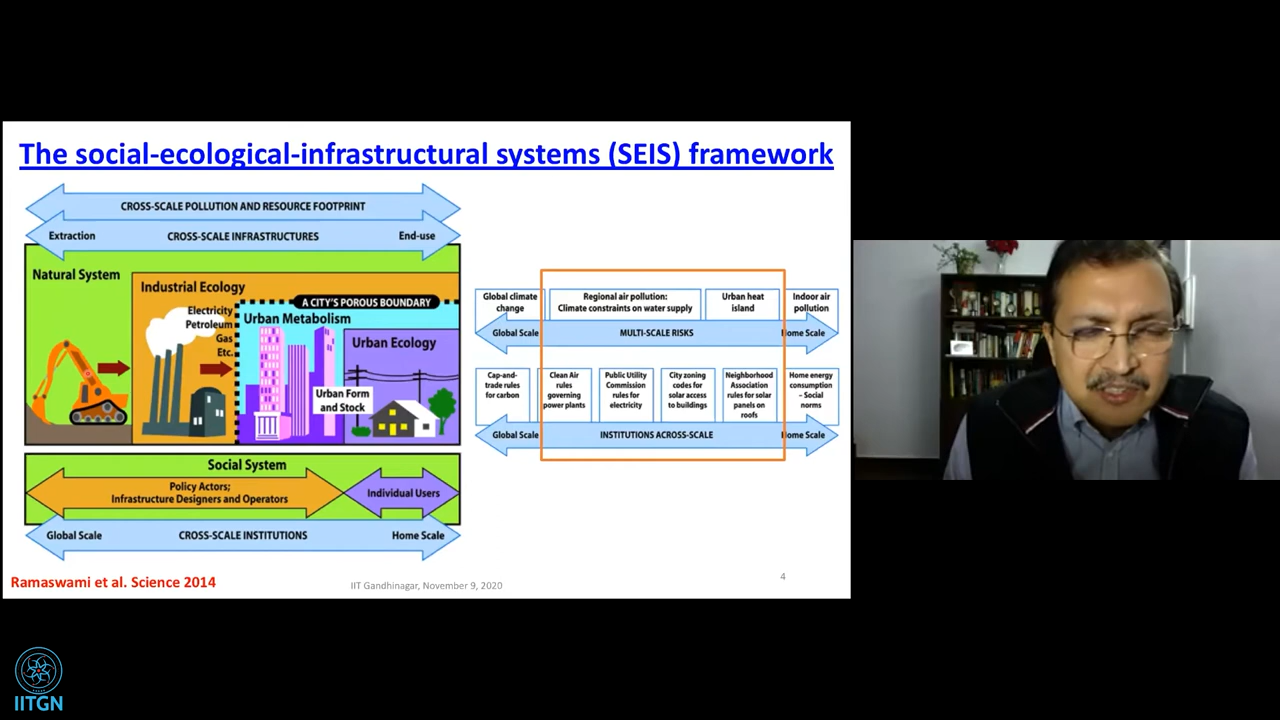 The social-ecological-infrastructural systems (SEIS) framework
CROSS-SCALE POLLUTION AND RESOURCE FOOTPRINT
Extraction
CROSS-SCALE INFRASTRUCTURES
End-use
Natural System
Industrial Ecology
Electricity
Petroleum
Gas
Etc.
A CITY'S POROUS BOUNDARY
Urban Metabolism
Urban Ecology
Urban Form
and Stock
Social System
Policy Actors;
Infrastructure Designers and Operators
Individual Users
Global Scale
CROSS-SCALE INSTITUTIONS
Home Scale
Global climate
change
Regional air pollution:
Climate constraints on water supply
Urban heat
island
Indoor air
pollution
Global Scale
MULTI-SCALE RISKS
Home Scale
Cap-and-
trade rules
for carbon
Clean Air
rules
governing
power plants
Public Utility
Commission
rules for
electricity
City zoning
codes for
solar access
to buildings
Neighborhood
Association
rules for solar
panels on
roofs
Home energy
consumption
– Social
norms
Global Scale
INSTITUTIONS ACROSS-SCALE
Home Scale
Ramaswami et al. Science 2014
IIT Gandhinagar, November 9, 2020
4
IITGN